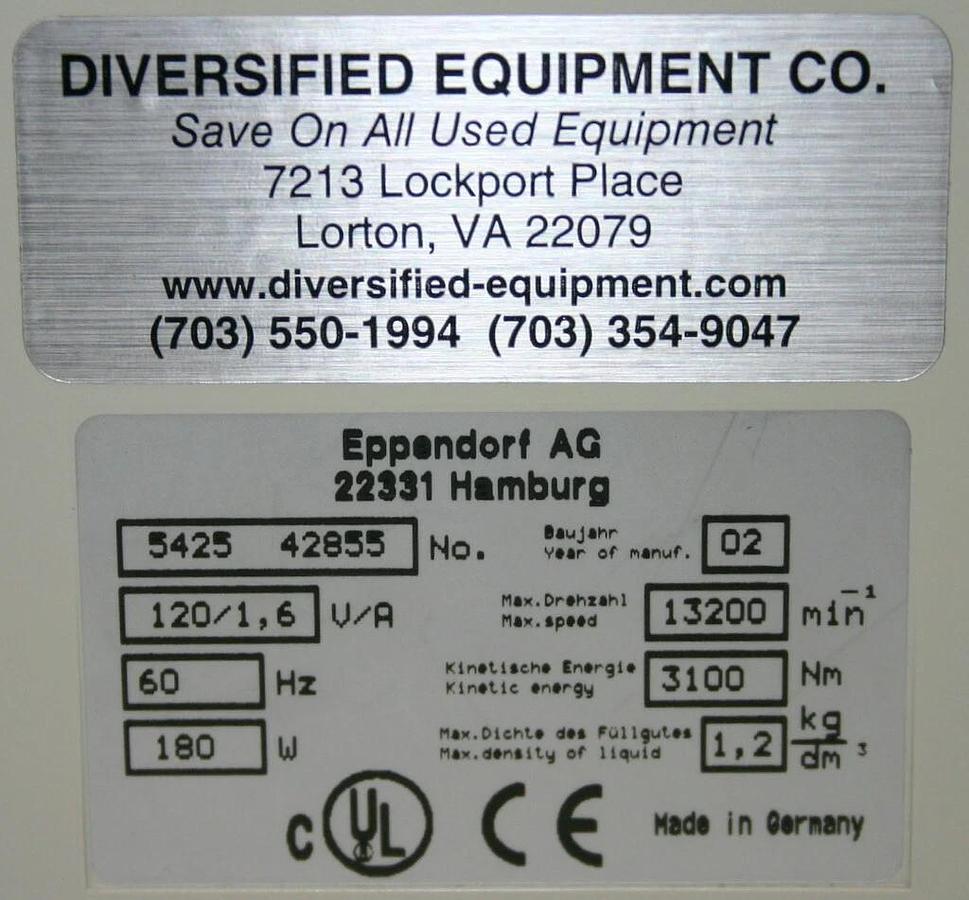 DIVERSIFIED EQUIPMENT CO.
Save On All Used Equipment
7213 Lockport Place
Lorton, VA 22079
www.diversified-equipment.com
(703) 550-1994 (703) 354-9047
Eppendorf AG
22331 Hamburg
5425 42855 No. Baujahr Year of manuf. 02
120/1,6 V/A Max.Drehzahl Max.speed 13200 min⁻¹
60 Hz Kinetische Energie Kinetic energy 3100 Nm
180 W Max.Dichte des Füllgutes Max.density of liquid 1,2 kg/dm³
C UL CE Made in Germany